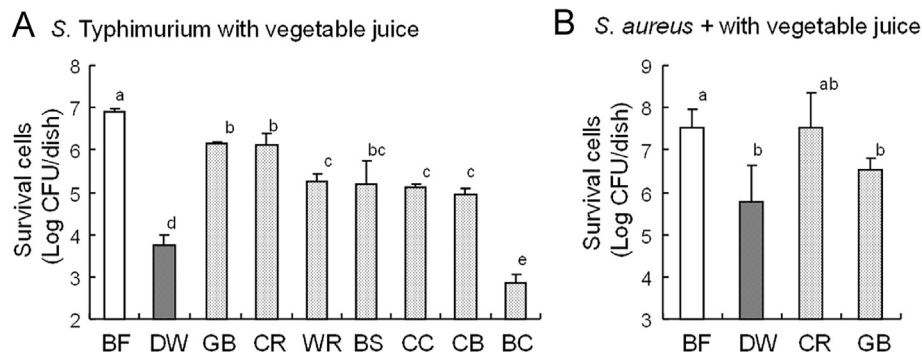 A S. Typhimurium with vegetable juice
Survival cells
(Log CFU/dish)
8
7
6
5
4
3
2
a
d
b
b
c
bc
c
c
e
BF DW GB CR WR BS CC CB BC
B S. aureus + with vegetable juice
Survival cells
(Log CFU/dish)
9
8
7
6
5
4
3
a
b
ab
b
BF DW CR GB